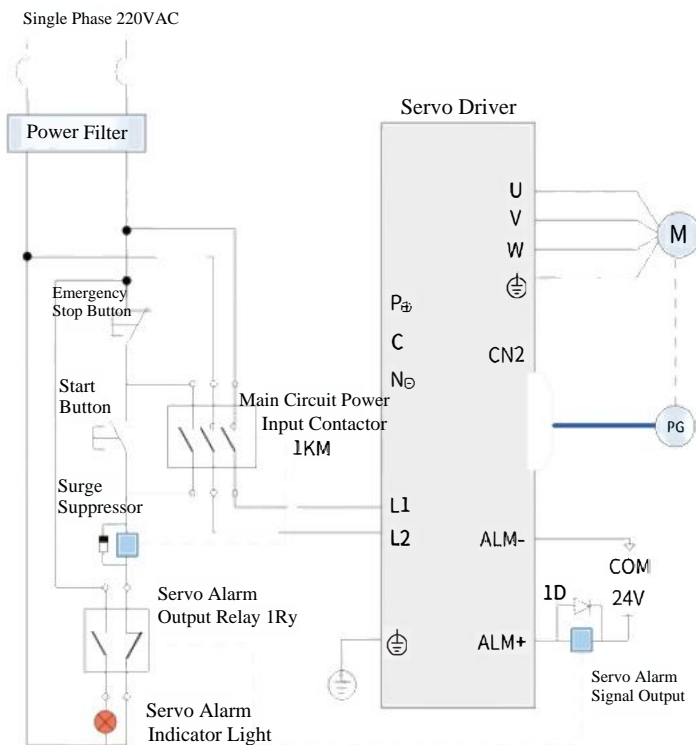 Single Phase 220VAC
Power Filter
Servo Driver
U
V
W
M
Emergency
Stop Button
P⊕
C
N⊖
CN2
Start
Button
Main Circuit Power
Input Contactor
1KM
PG
Surge
Suppressor
L1
L2
ALM-
COM
24V
1D
ALM+
Servo Alarm
Output Relay 1Ry
Servo Alarm
Signal Output
Servo Alarm
Indicator Light